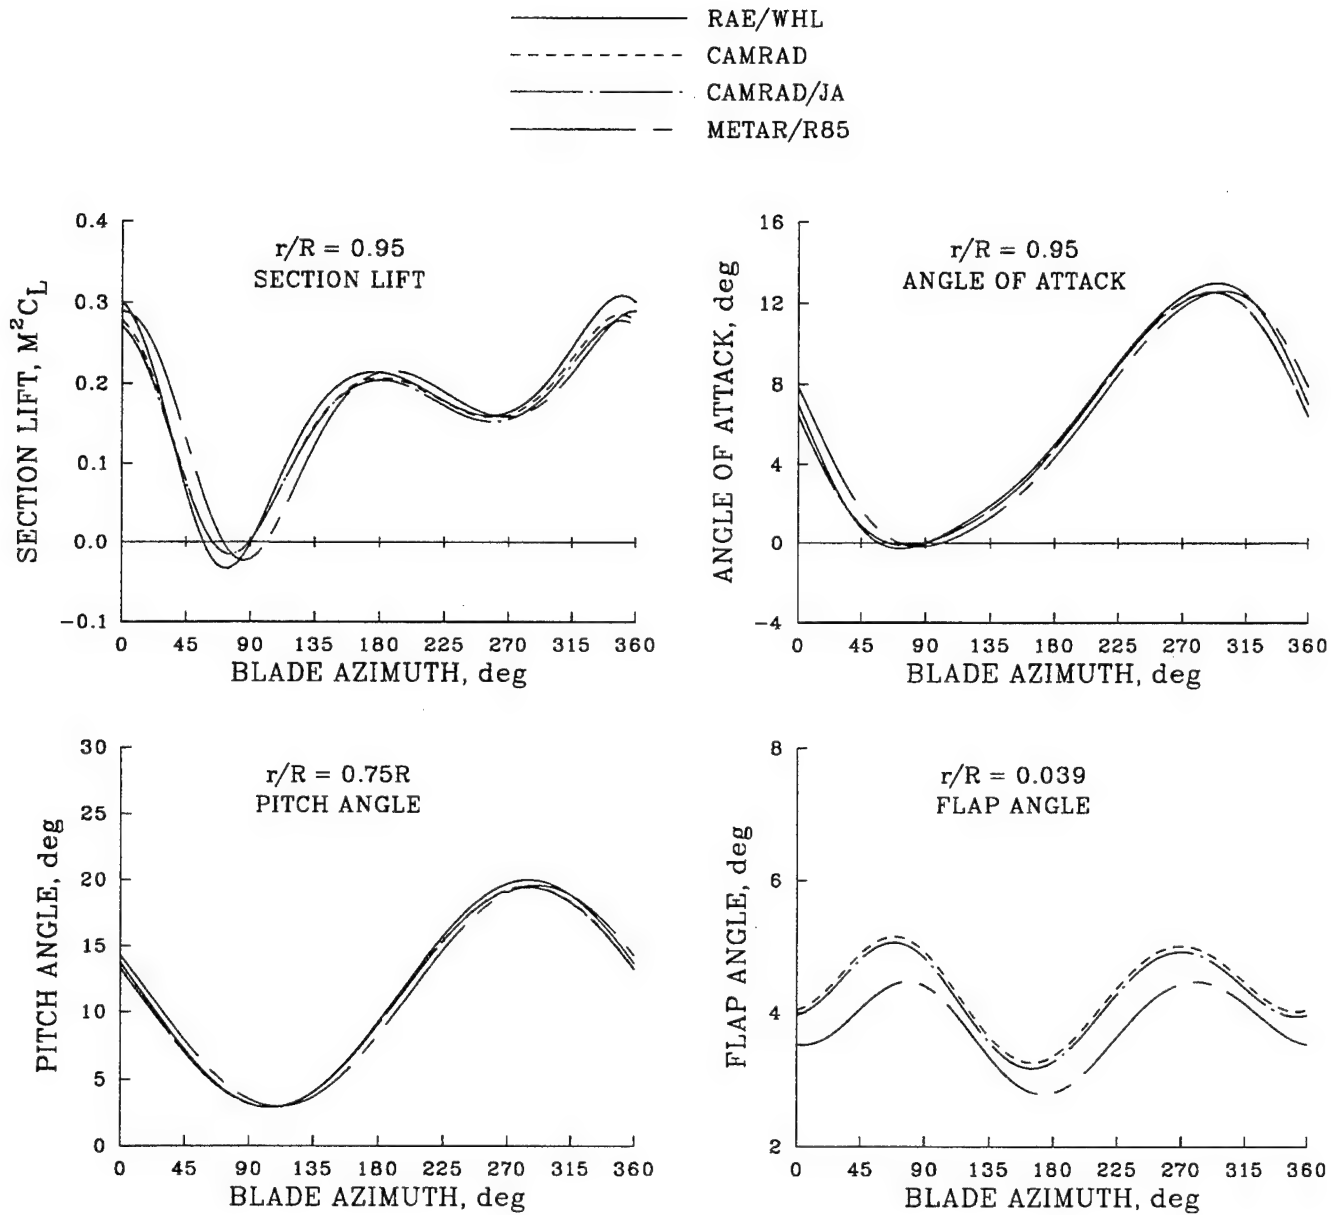 RAE/WHL
CAMRAD
CAMRAD/JA
METAR/R85
r/R = 0.95
SECTION LIFT
SECTION LIFT, M²C_L
0.4
0.3
0.2
0.1
0.0
-0.1
0 45 90 135 180 225 270 315 360
BLADE AZIMUTH, deg
r/R = 0.95
ANGLE OF ATTACK
ANGLE OF ATTACK, deg
16
12
8
4
0
-4
0 45 90 135 180 225 270 315 360
BLADE AZIMUTH, deg
r/R = 0.75R
PITCH ANGLE
PITCH ANGLE, deg
30
25
20
15
10
5
0
0 45 90 135 180 225 270 315 360
BLADE AZIMUTH, deg
r/R = 0.039
FLAP ANGLE
FLAP ANGLE, deg
8
6
4
2
0 45 90 135 180 225 270 315 360
BLADE AZIMUTH, deg